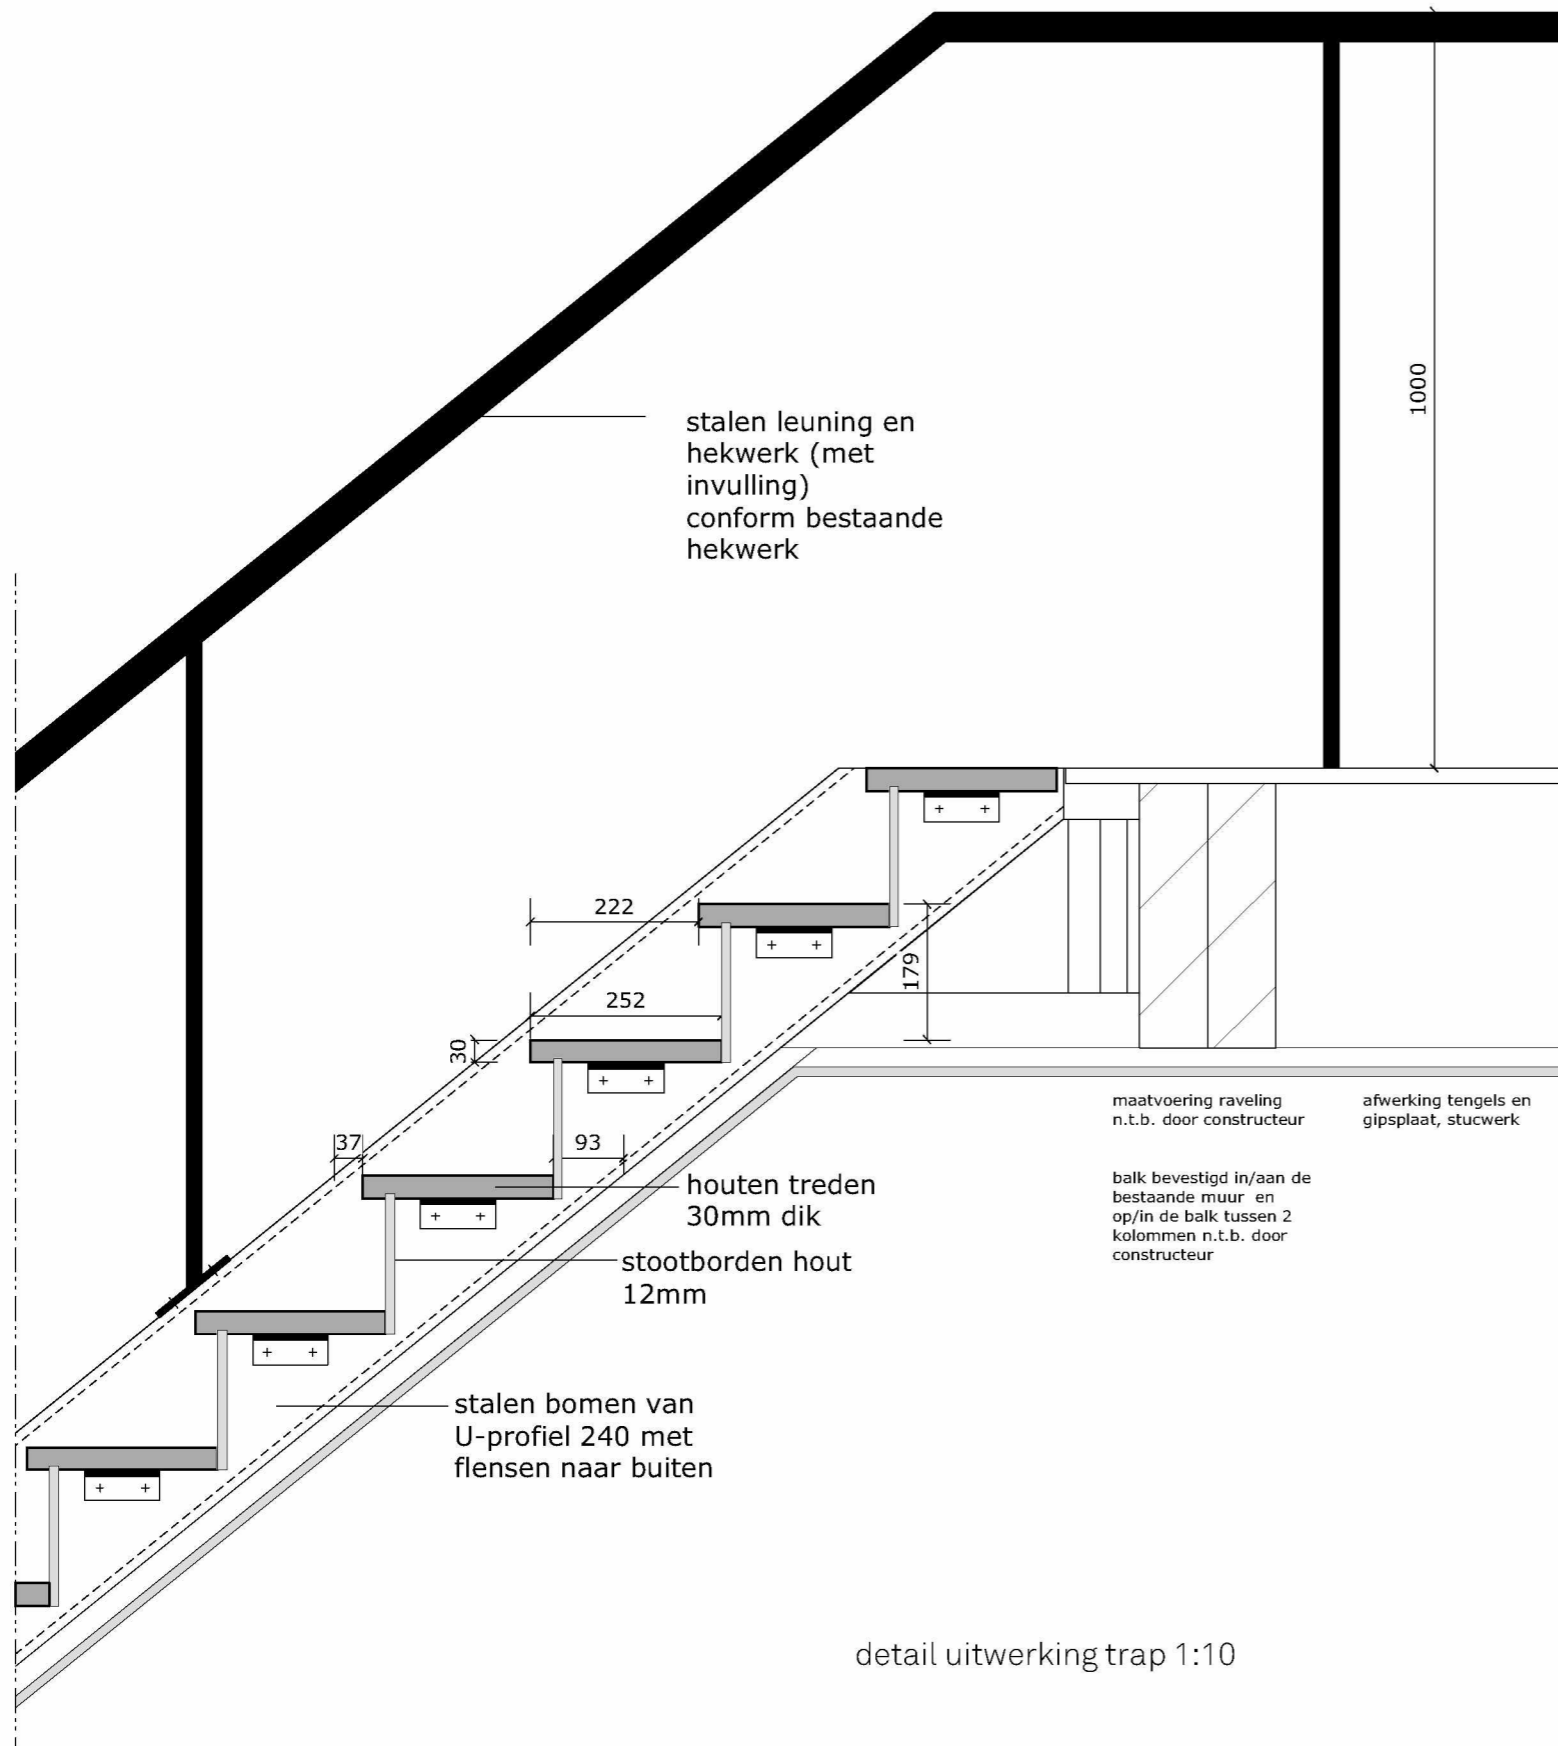 1000
stalen leuning en
hekwerk (met
invulling)
conform bestaande
hekwerk
222
179
252
30
37
93
maatvoering raveling
n.t.b. door constructeur
afwerking tengels en
gipsplaat, stucwerk
houten treden
30mm dik
balk bevestigd in/aan de
bestaande muur en
op/in de balk tussen 2
kolommen n.t.b. door
constructeur
stootborden hout
12mm
stalen bomen van
U-profiel 240 met
flensen naar buiten
detail uitwerking trap 1:10